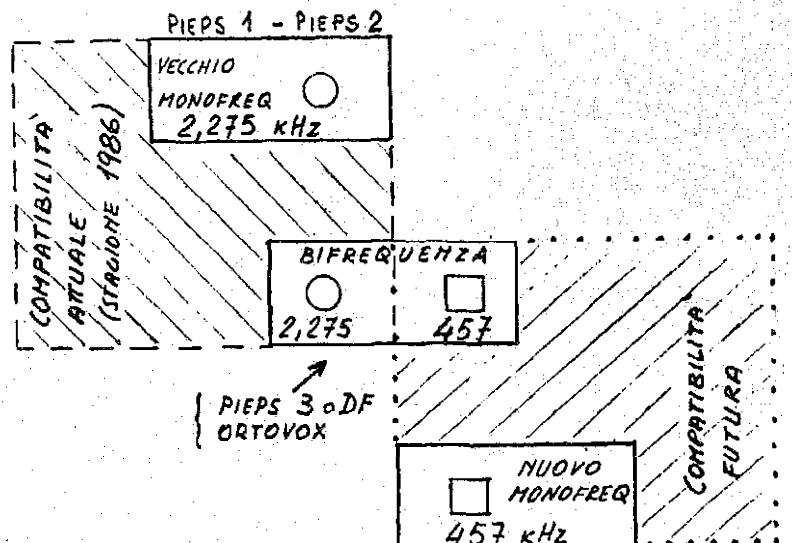 PIEPS 1 - PIEPS 2
VECCHIO
MONOFREQ
2,275 KHz
COMPATIBILITÀ
ATTUALE
(STAGIONE 1986)
BIFREQUENZA
2,275
457
PIEPS 3 o DF
ORTOVOX
COMPATIBILITÀ
FUTURA
NUOVO
MONOFREQ
457 KHz